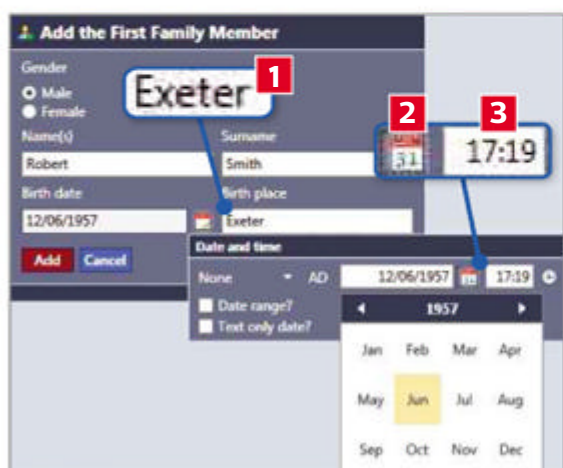 Add the First Family Member
Gender
Male
Female
Exeter 1
2 3
31 17:19
Name(s) Surname
Robert Smith
Birth date Birth place
12/06/1957 Exeter
Add Cancel
Date and time
None AD 12/06/1957 17:19
Date range?
Text only date?
1957
Jan Feb Mar Apr
May Jun Jul Aug
Sep Oct Nov Dec